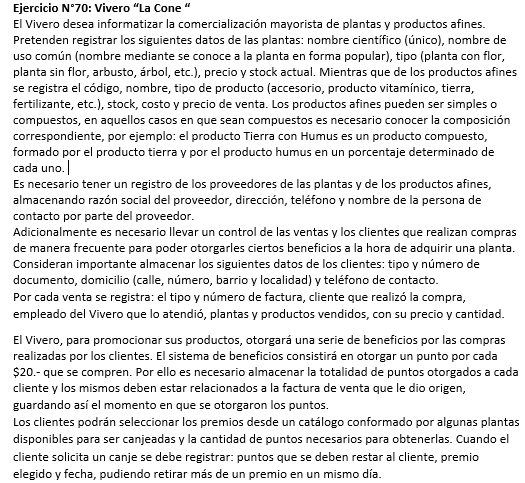 Ejercicio N°70: Vivero “La Cone “
El Vivero desea informatizar la comercialización mayorista de plantas y productos afines.
Pretenden registrar los siguientes datos de las plantas: nombre científico (único), nombre de
uso común (nombre mediante se conoce a la planta en forma popular), tipo (planta con flor,
planta sin flor, arbusto, árbol, etc.), precio y stock actual. Mientras que de los productos afines
se registra el código, nombre, tipo de producto (accesorio, producto vitamínico, tierra,
fertilizante, etc.), stock, costo y precio de venta. Los productos afines pueden ser simples o
compuestos, en aquellos casos en que sean compuestos es necesario conocer la composición
correspondiente, por ejemplo: el producto Tierra con Humus es un producto compuesto,
formado por el producto tierra y por el producto humus en un porcentaje determinado de
cada uno.
Es necesario tener un registro de los proveedores de las plantas y de los productos afines,
almacenando razón social del proveedor, dirección, teléfono y nombre de la persona de
contacto por parte del proveedor.
Adicionalmente es necesario llevar un control de las ventas y los clientes que realizan compras
de manera frecuente para poder otorgarles ciertos beneficios a la hora de adquirir una planta.
Consideran importante almacenar los siguientes datos de los clientes: tipo y número de
documento, domicilio (calle, número, barrio y localidad) y teléfono de contacto.
Por cada venta se registra: el tipo y número de factura, cliente que realizó la compra,
empleado del Vivero que lo atendió, plantas y productos vendidos, con su precio y cantidad.
El Vivero, para promocionar sus productos, otorgará una serie de beneficios por las compras
realizadas por los clientes. El sistema de beneficios consistirá en otorgar un punto por cada
$20.- que se compren. Por ello es necesario almacenar la totalidad de puntos otorgados a cada
cliente y los mismos deben estar relacionados a la factura de venta que le dio origen,
guardando así el momento en que se otorgaron los puntos.
Los clientes podrán seleccionar los premios desde un catálogo conformado por algunas plantas
disponibles para ser canjeadas y la cantidad de puntos necesarios para obtenerlas. Cuando el
cliente solicita un canje se debe registrar: puntos que se deben restar al cliente, premio
elegido y fecha, pudiendo retirar más de un premio en un mismo día.